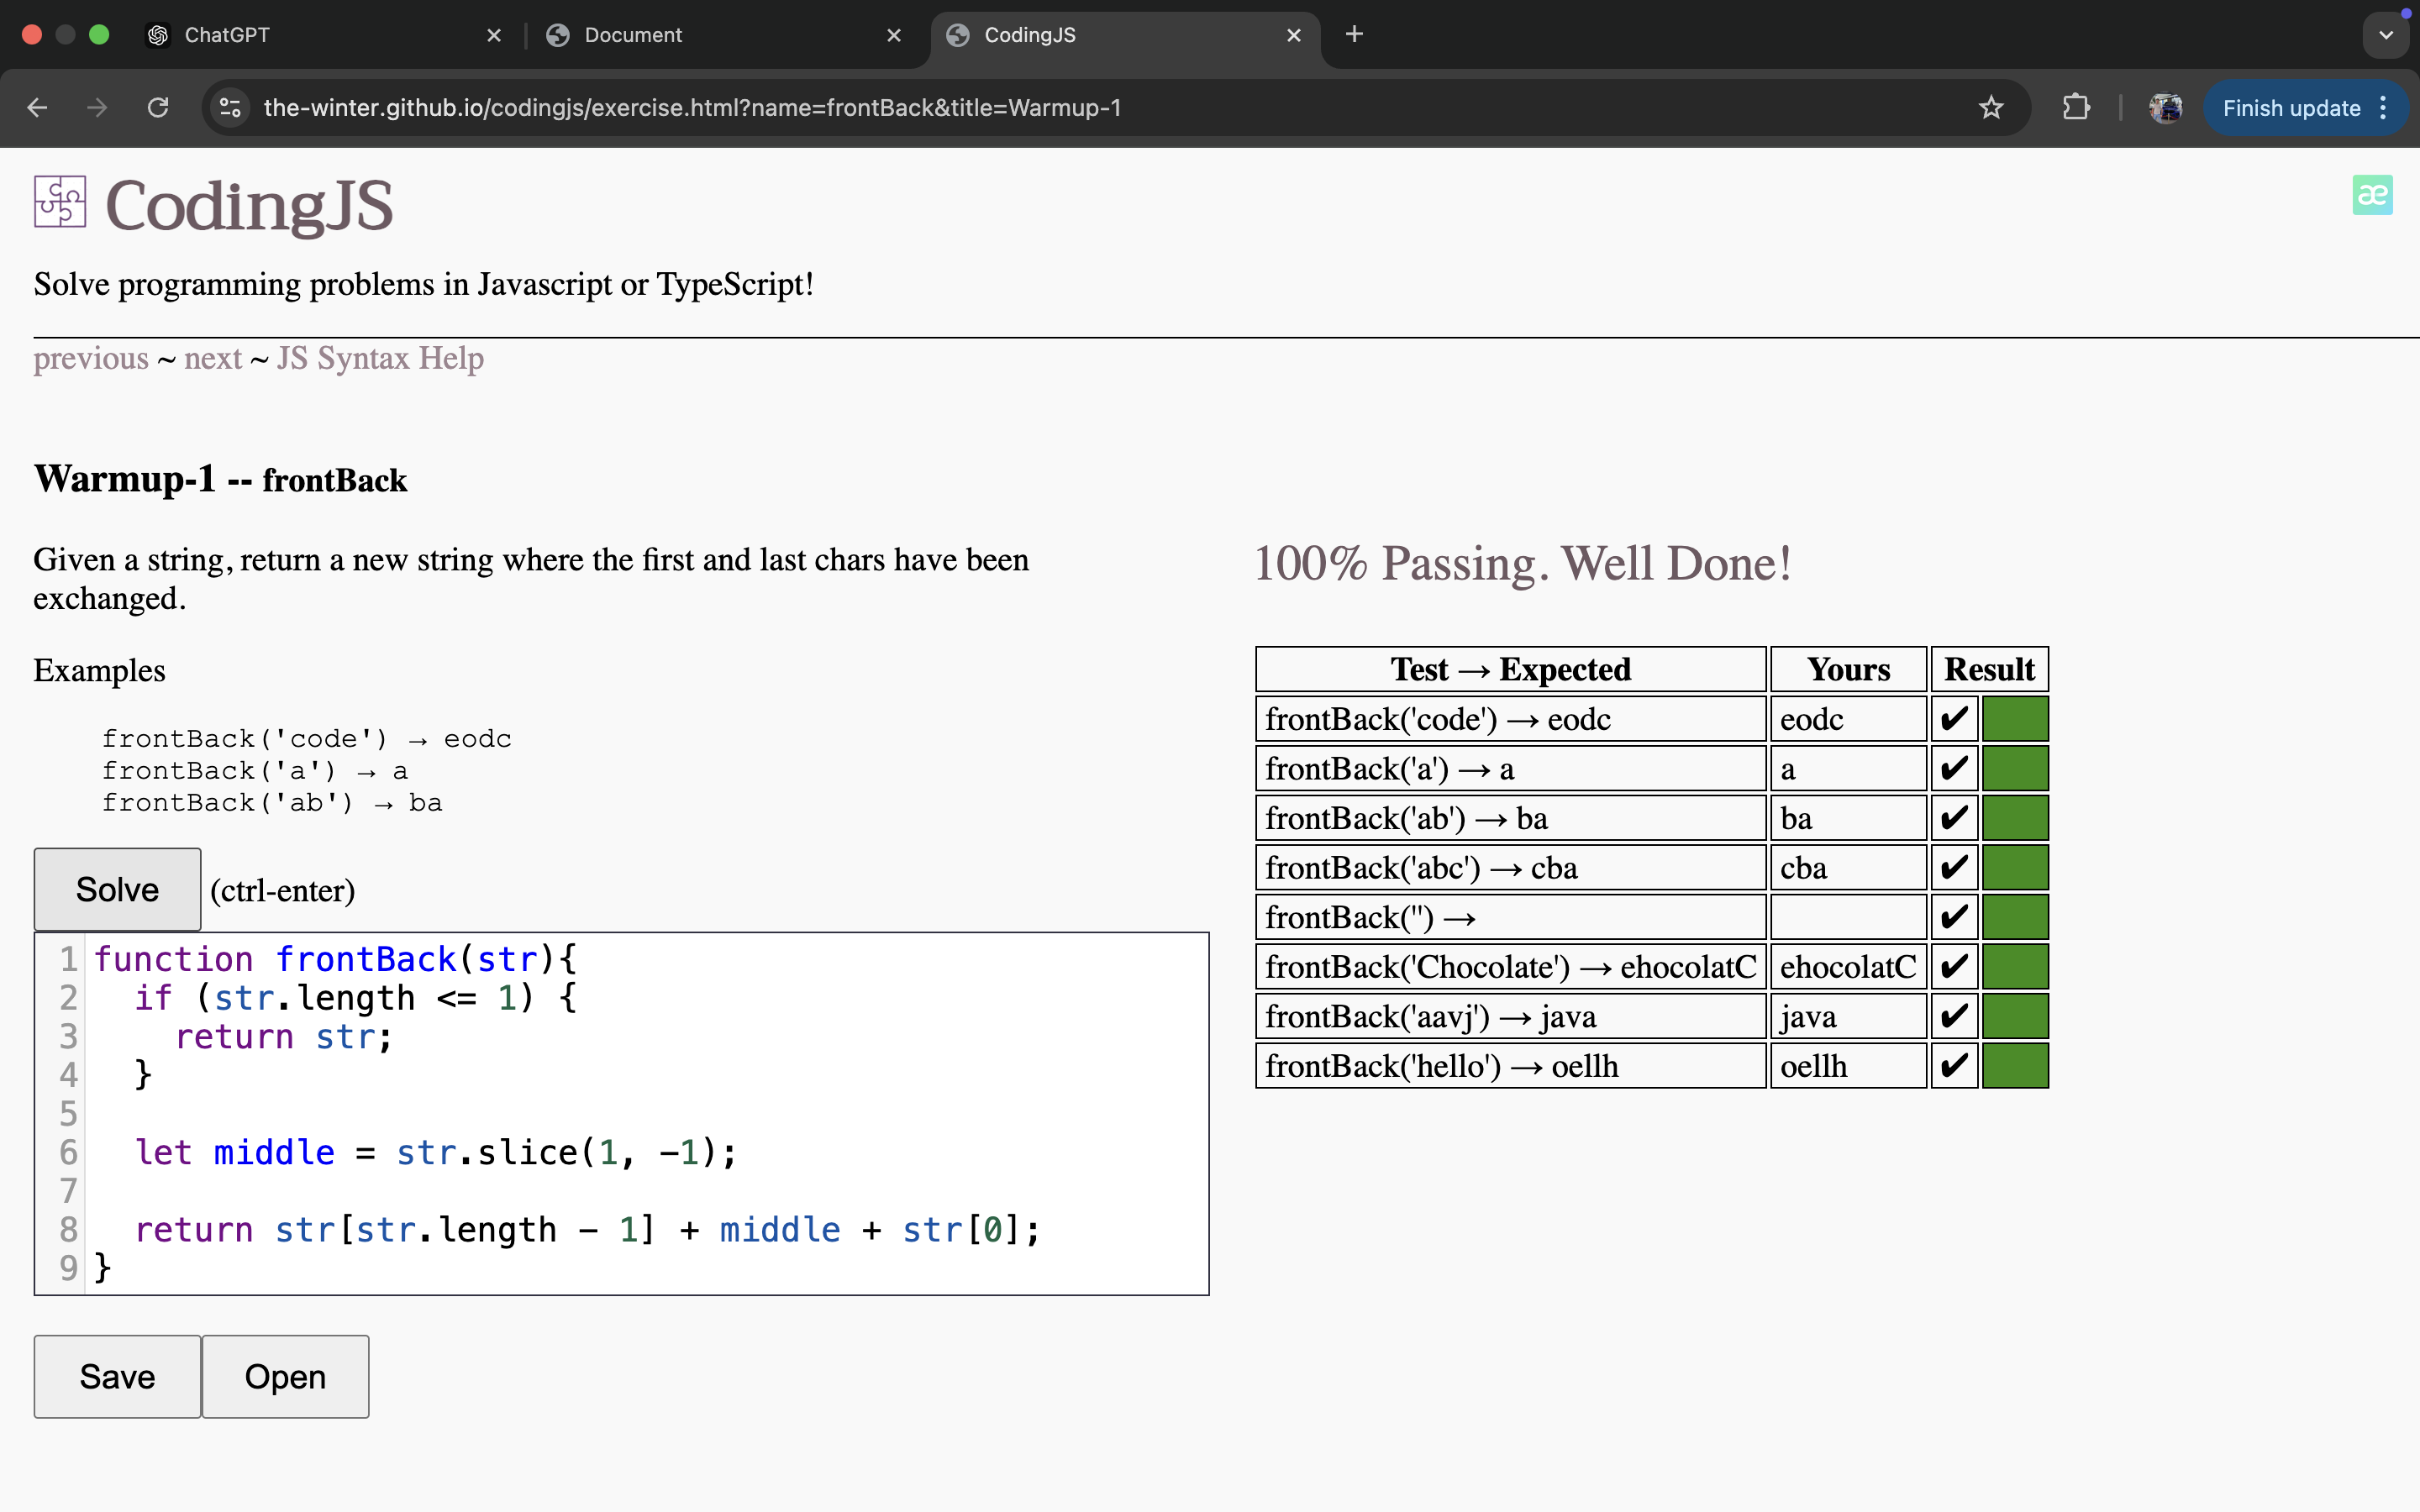 ChatGPT
Document
CodingJS
the-winter.github.io/codingjs/exercise.html?name=frontBack&title=Warmup-1
Finish update
CodingJS
æ
Solve programming problems in Javascript or TypeScript!
previous ~ next ~ JS Syntax Help
Warmup-1 -- frontBack
Given a string, return a new string where the first and last chars have been
exchanged.
Examples
frontBack('code') → eodc
frontBack('a') → a
frontBack('ab') → ba
Solve (ctrl-enter)
1 function frontBack(str){
2   if (str.length <= 1) {
3     return str;
4   }
5
6   let middle = str.slice(1, -1);
7
8   return str[str.length - 1] + middle + str[0];
9 }
Save Open
100% Passing. Well Done!
Test → Expected Yours Result
frontBack('code') → eodc eodc ✔
frontBack('a') → a a ✔
frontBack('ab') → ba ba ✔
frontBack('abc') → cba cba ✔
frontBack('') → ✔
frontBack('Chocolate') → ehocolatC ehocolatC ✔
frontBack('aavj') → java java ✔
frontBack('hello') → oellh oellh ✔